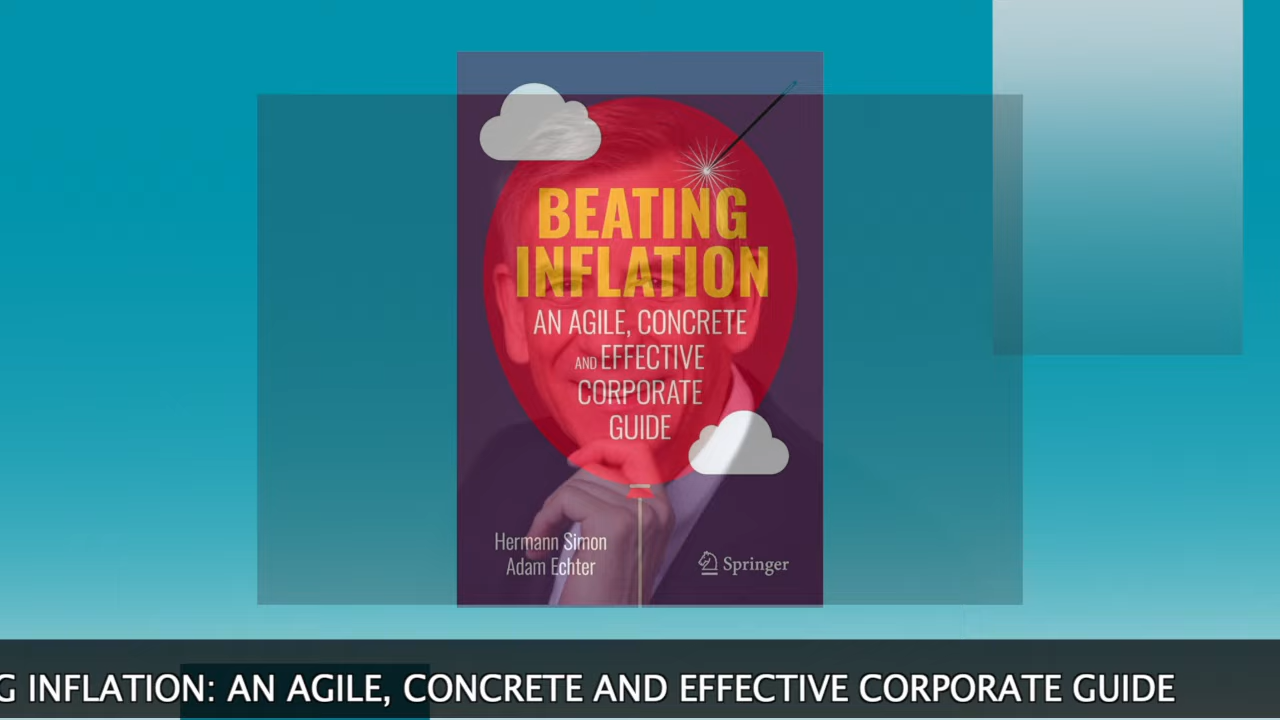 BEATING
INFLATION
AN AGILE, CONCRETE
AND EFFECTIVE
CORPORATE
GUIDE
Hermann Simon
Adam Echter
Springer
G INFLATION: AN AGILE, CONCRETE AND EFFECTIVE CORPORATE GUIDE